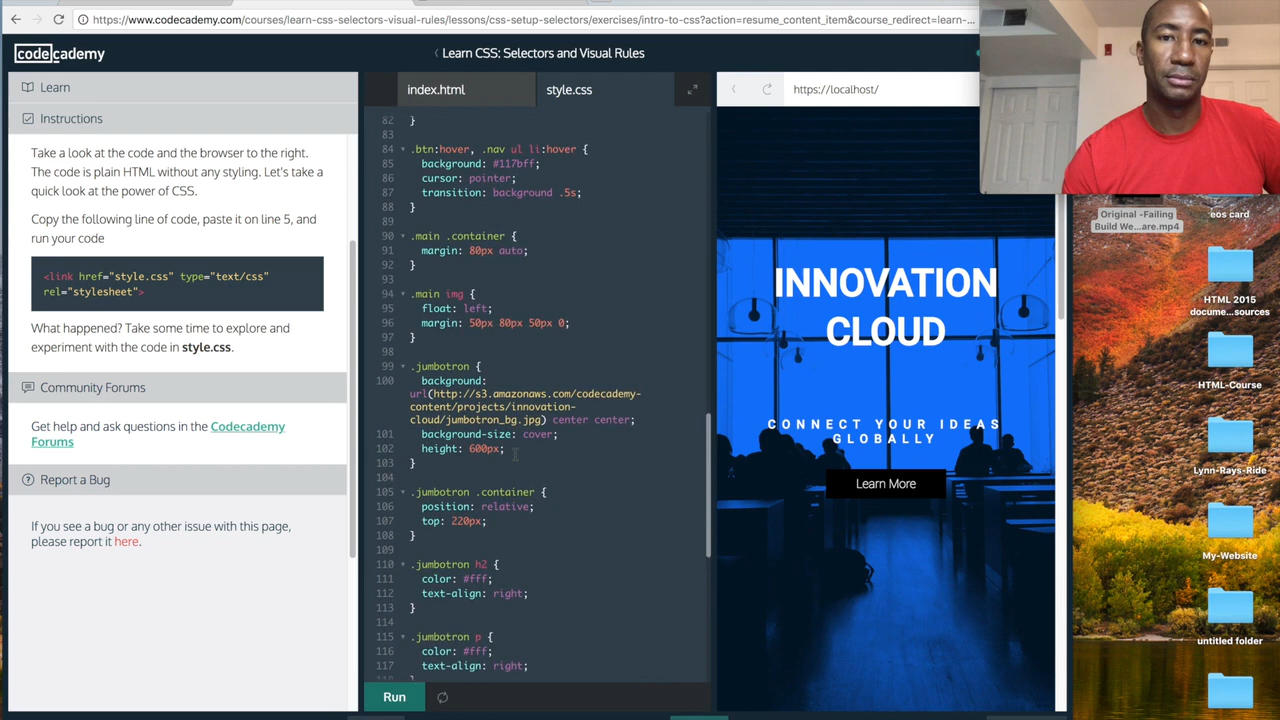 https://www.codecademy.com/courses/learn-css-selectors-visual-rules/lessons/css-setup-selectors/exercises/intro-to-css?action=resume_content_item&course_redirect=learn-...
codecademy
Learn CSS: Selectors and Visual Rules
Learn
Instructions
Take a look at the code and the browser to the right.
The code is plain HTML without any styling. Let's take a
quick look at the power of CSS.
Copy the following line of code, paste it on line 5, and
run your code
<link href="style.css" type="text/css"
rel="stylesheet">
What happened? Take some time to explore and
experiment with the code in style.css.
Community Forums
Get help and ask questions in the Codecademy
Forums
Report a Bug
If you see a bug or any other issue with this page,
please report it here.
index.html
style.css
82 }
83
84 .btn:hover, .nav ul li:hover {
85 background: #117bff;
86 cursor: pointer;
87 transition: background .5s;
88 }
89
90 .main .container {
91 margin: 80px auto;
92 }
93
94 .main img {
95 float: left;
96 margin: 50px 80px 50px 0;
97 }
98
99 .jumbotron {
100 background:
url(http://s3.amazonaws.com/codecademy-
content/projects/innovation-
cloud/jumbotron_bg.jpg) center center;
101 background-size: cover;
102 height: 600px;
103 }
104
105 .jumbotron .container {
106 position: relative;
107 top: 220px;
108 }
109
110 .jumbotron h2 {
111 color: #fff;
112 text-align: right;
113 }
114
115 .jumbotron p {
116 color: #fff;
117 text-align: right;
Run
https://localhost/
INNOVATION
CLOUD
CONNECT YOUR IDEAS
GLOBALLY
Learn More
Original -Failing
Build We...are.mp4
eos card
HTML 2015
docume...sources
HTML-Course
Lynn-Rays-Ride
My-Website
untitled folder